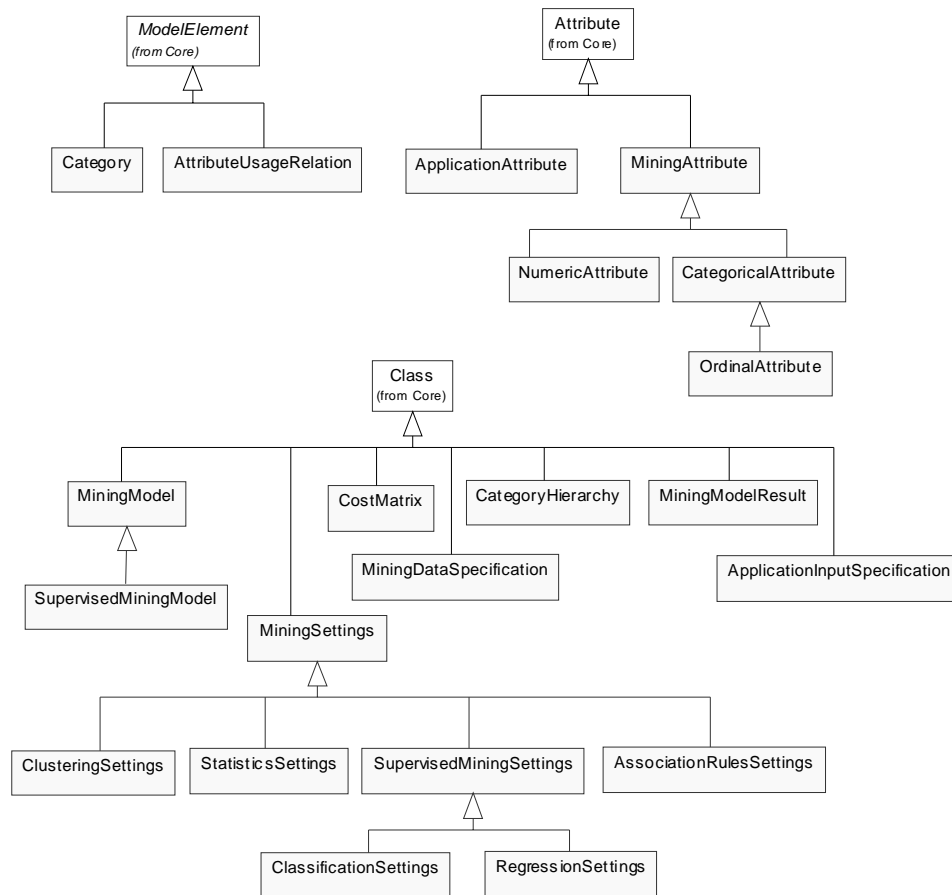 ModelElement
(from Core)
Attribute
(from Core)
Category
AttributeUsageRelation
ApplicationAttribute
MiningAttribute
NumericAttribute
CategoricalAttribute
OrdinalAttribute
Class
(from Core)
MiningModel
CostMatrix
CategoryHierarchy
MiningModelResult
MiningDataSpecification
ApplicationInputSpecification
SupervisedMiningModel
MiningSettings
ClusteringSettings
StatisticsSettings
SupervisedMiningSettings
AssociationRulesSettings
ClassificationSettings
RegressionSettings